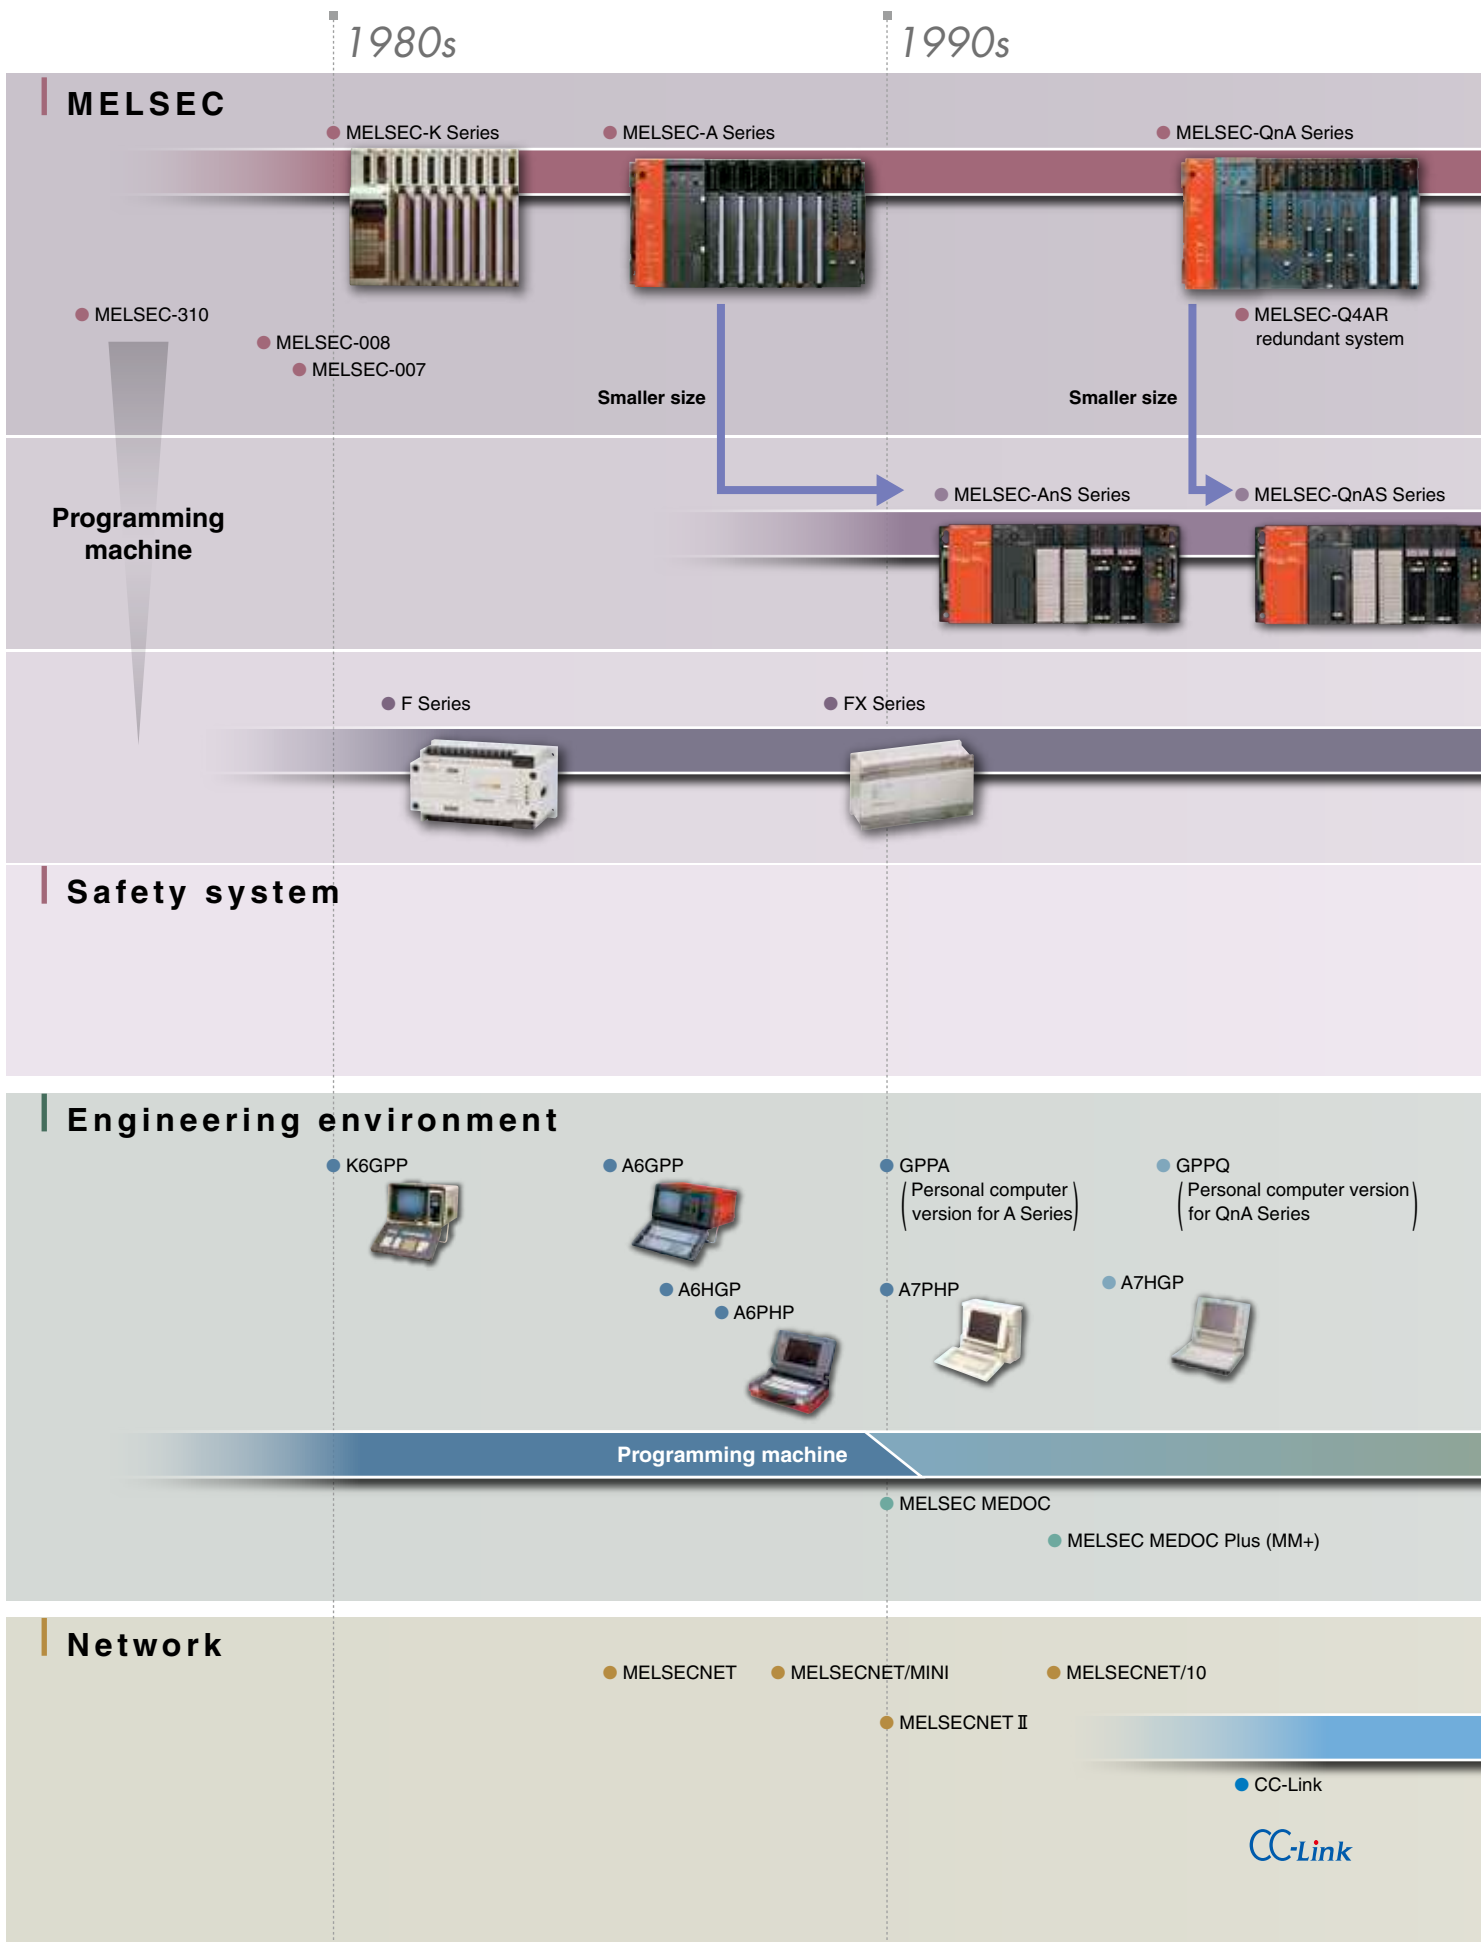 1980s
1990s
MELSEC
MELSEC-K Series
MELSEC-A Series
MELSEC-QnA Series
MELSEC-310
MELSEC-008
MELSEC-007
MELSEC-Q4AR
redundant system
Smaller size
Smaller size
MELSEC-AnS Series
MELSEC-QnAS Series
Programming
machine
F Series
FX Series
Safety system
Engineering environment
K6GPP
A6GPP
GPPA
(Personal computer
version for A Series)
GPPQ
(Personal computer version
for QnA Series)
A6HGP
A6PHP
A7PHP
A7HGP
Programming machine
MELSEC MEDOC
MELSEC MEDOC Plus (MM+)
Network
MELSECNET
MELSECNET/MINI
MELSECNET/10
MELSECNET II
CC-Link
CC-Link